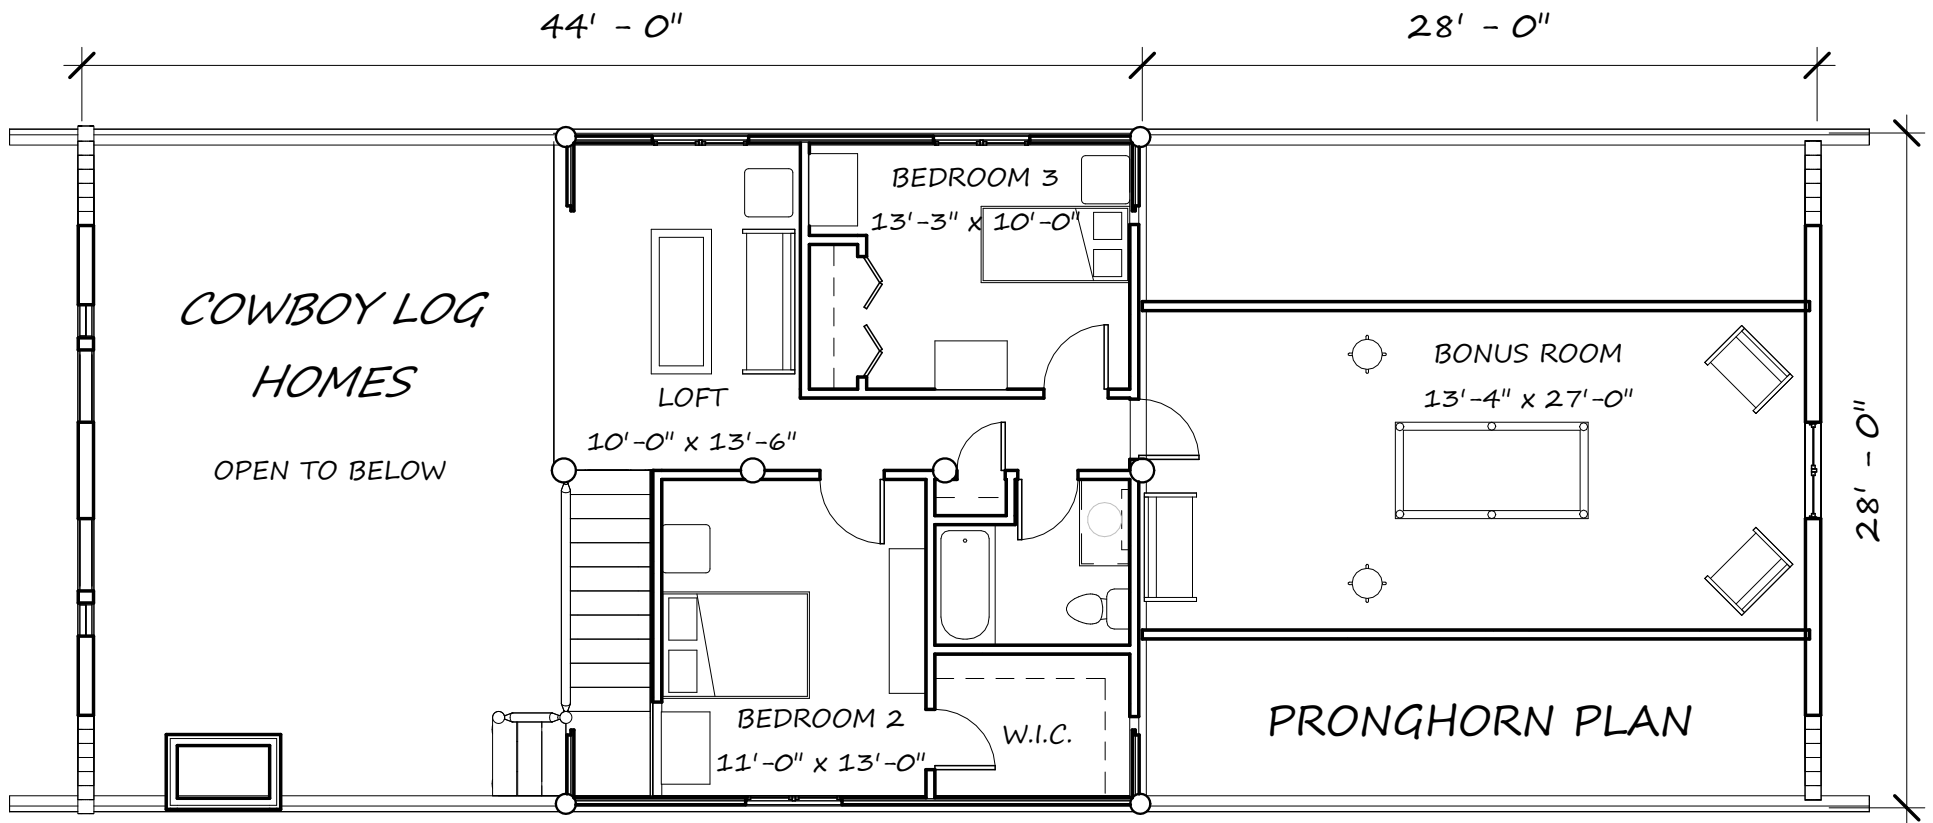 44' - 0"
28' - 0"
BEDROOM 3
13'-3" x 10'-0"
COWBOY LOG
HOMES
OPEN TO BELOW
LOFT
10'-0" x 13'-6"
BONUS ROOM
13'-4" x 27'-0"
28' - 0"
BEDROOM 2
11'-0" x 13'-0"
W.I.C.
PRONGHORN PLAN